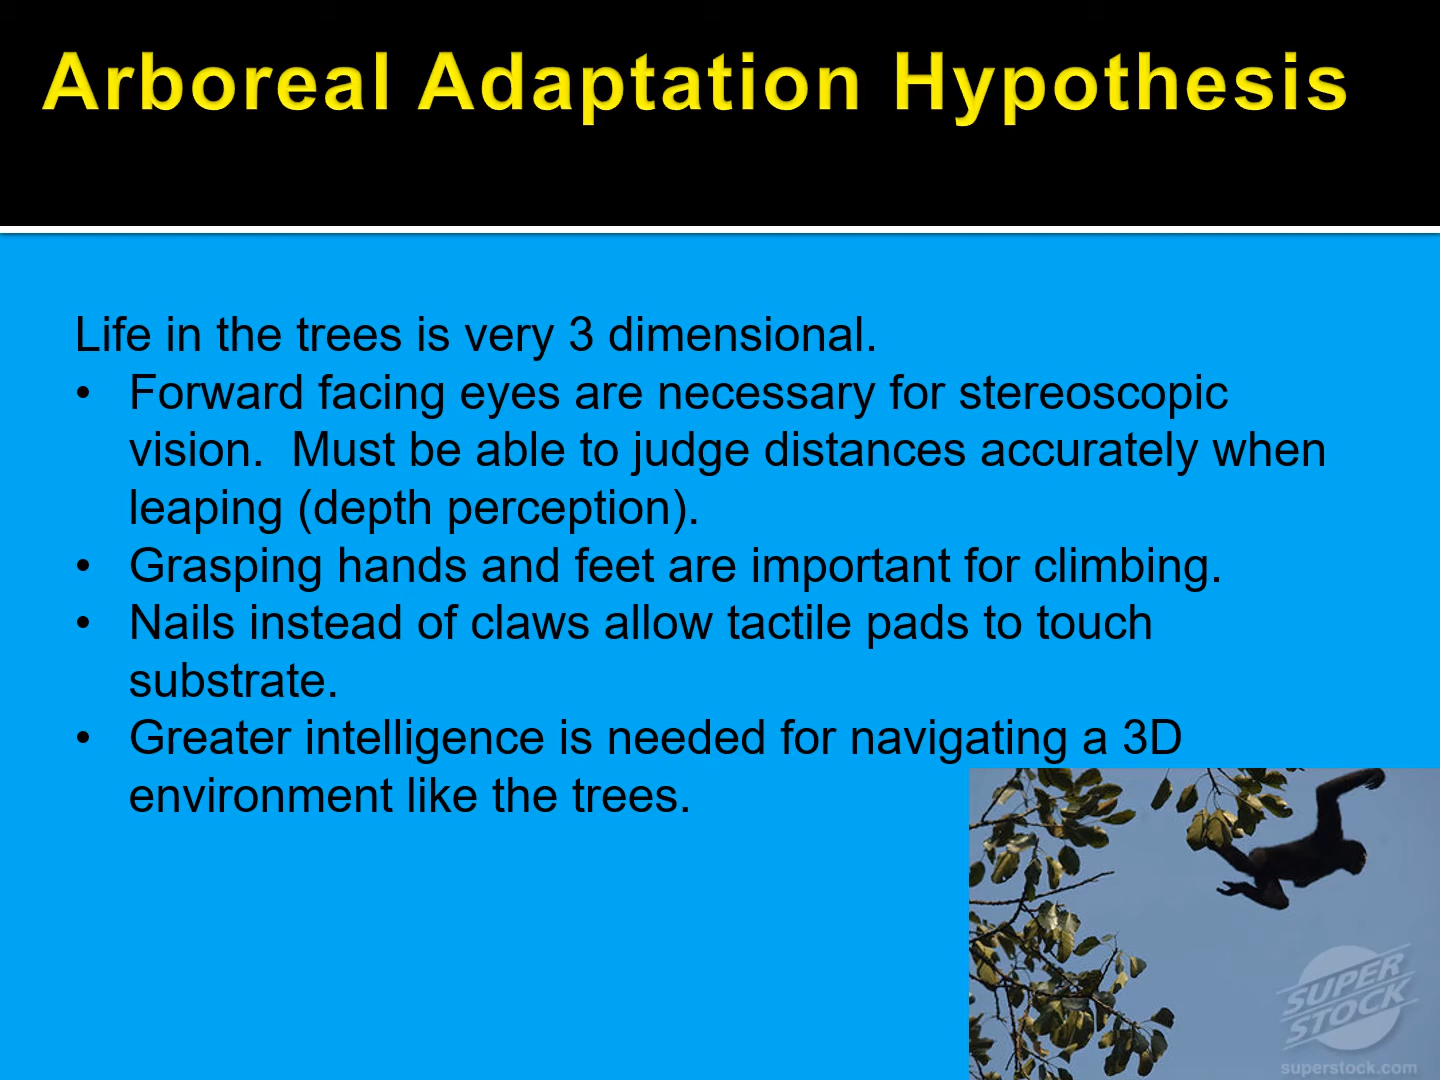 Arboreal Adaptation Hypothesis
Life in the trees is very 3 dimensional.
• Forward facing eyes are necessary for stereoscopic
vision.  Must be able to judge distances accurately when
leaping (depth perception).
• Grasping hands and feet are important for climbing.
• Nails instead of claws allow tactile pads to touch
substrate.
• Greater intelligence is needed for navigating a 3D
environment like the trees.
SUPER
STOCK
superstock.com